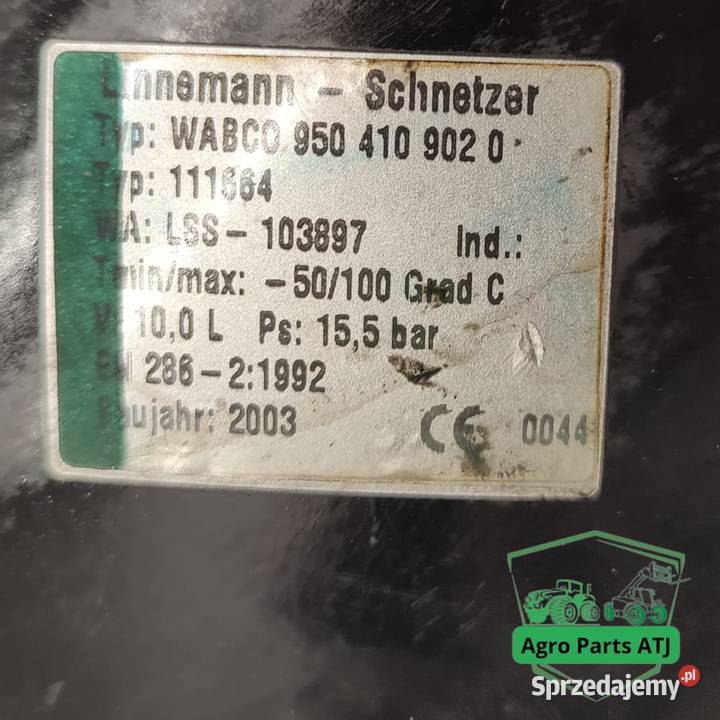 Linnemann - Schnetzer
Typ: WABCO 950 410 902 0
Typ: 111664
WA: LSS - 103897 Ind.:
Tmin/max: -50/100 Grad C
V: 10,0 L Ps: 15,5 bar
EN 286-2:1992
Baujahr: 2003 CE 0044
Agro Parts ATJ
Sprzedajemy.pl